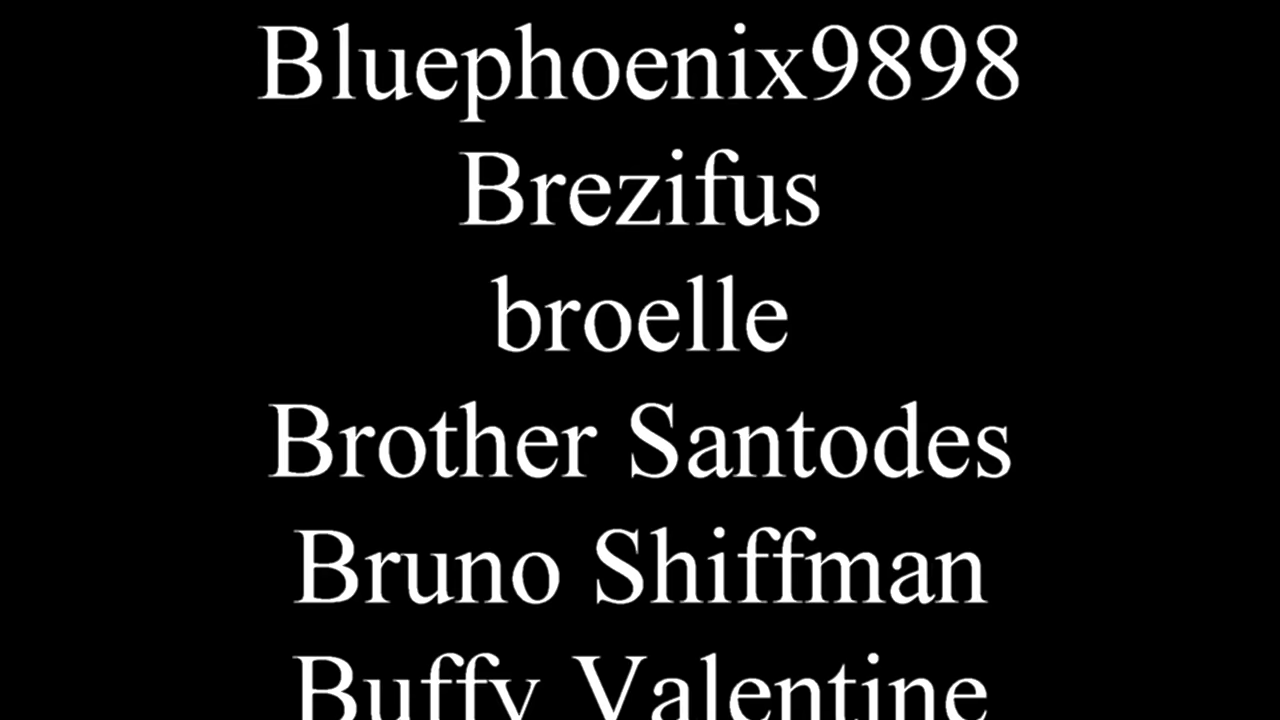 Bluephoenix9898
Brezifus
broelle
Brother Santodes
Bruno Shiffman
Buffy Valentine